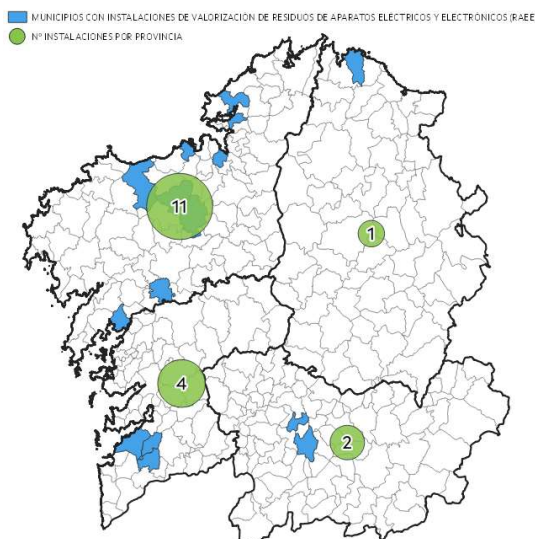 MUNICIPIOS CON INSTALACIONES DE VALORIZACIÓN DE RESIDUOS DE APARATOS ELÉCTRICOS Y ELECTRÓNICOS (RAEE
Nº INSTALACIONES POR PROVINCIA
11
1
4
2